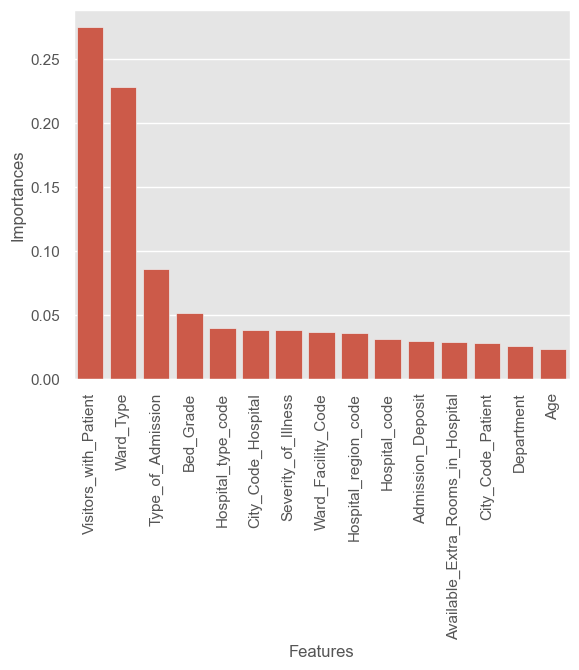 0.25
0.20
0.15
0.10
0.05
0.00
Importances
Visitors_with_Patient
Ward_Type
Type_of_Admission
Bed_Grade
Hospital_type_code
City_Code_Hospital
Severity_of_Illness
Ward_Facility_Code
Hospital_region_code
Hospital_code
Admission_Deposit
Available_Extra_Rooms_in_Hospital
City_Code_Patient
Department
Age
Features